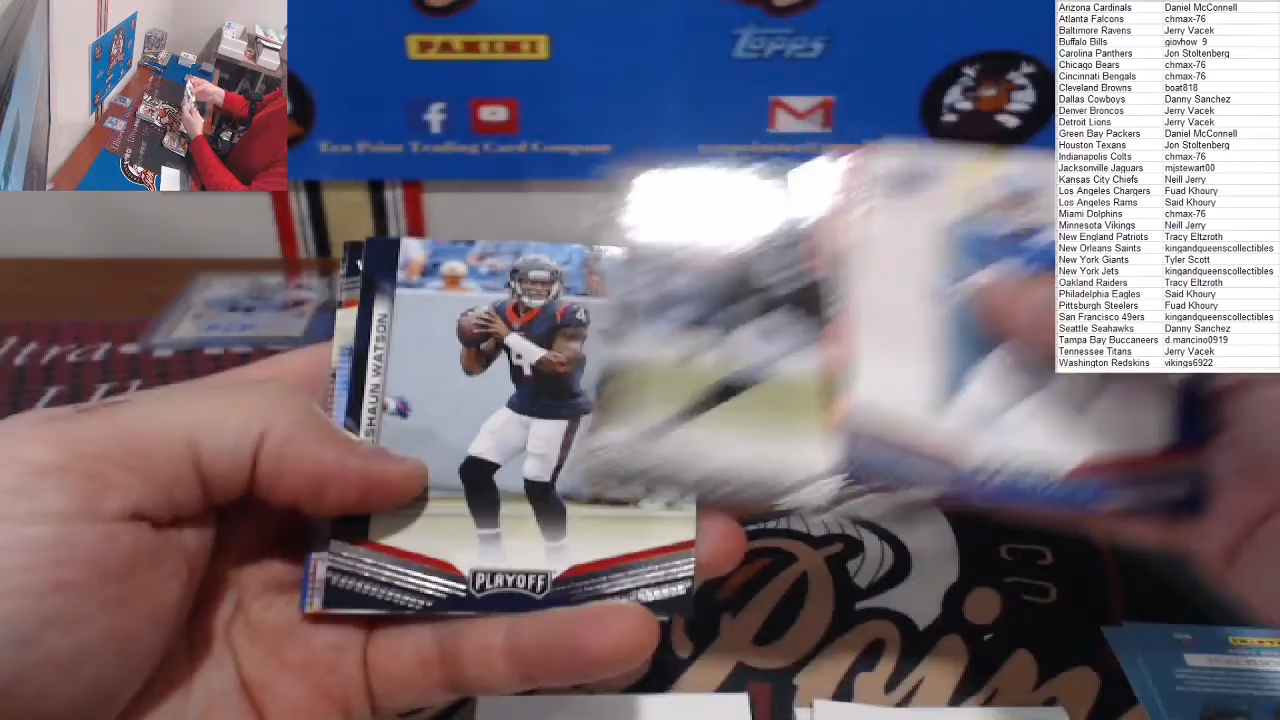 PANINI
TOPPS
Ten Point Trading Card Company
SHAUN WATSON
4
PLAYOFF
Poin
CO
Arizona Cardinals Daniel McConnell
Atlanta Falcons chmax-76
Baltimore Ravens Jerry Vacek
Buffalo Bills giovhow_9
Carolina Panthers Jon Stoltenberg
Chicago Bears chmax-76
Cincinnati Bengals chmax-76
Cleveland Browns boat818
Dallas Cowboys Danny Sanchez
Denver Broncos Jerry Vacek
Detroit Lions Jerry Vacek
Green Bay Packers Daniel McConnell
Houston Texans Jon Stoltenberg
Indianapolis Colts chmax-76
Jacksonville Jaguars mjstewart00
Kansas City Chiefs Neill Jerry
Los Angeles Chargers Fuad Khoury
Los Angeles Rams Said Khoury
Miami Dolphins chmax-76
Minnesota Vikings Neill Jerry
New England Patriots Tracy Eltzroth
New Orleans Saints kingandqueenscollectibles
New York Giants Tyler Scott
New York Jets kingandqueenscollectibles
Oakland Raiders Tracy Eltzroth
Philadelphia Eagles Said Khoury
Pittsburgh Steelers Fuad Khoury
San Francisco 49ers kingandqueenscollectibles
Seattle Seahawks Danny Sanchez
Tampa Bay Buccaneers d.mancino0919
Tennessee Titans Jerry Vacek
Washington Redskins vikings6922